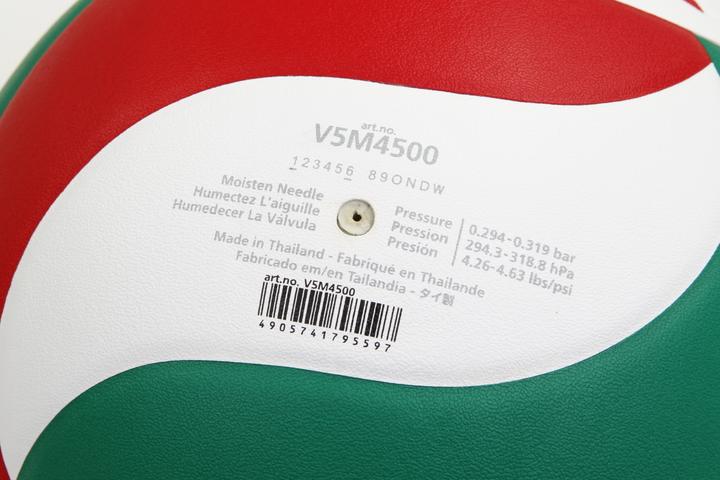 art.no.
V5M4500
123456 89ONDW
Moisten Needle
Humectez L'aiguille
Humedecer La Válvula
Pressure
Pression
Presión
0.294-0.319 bar
294.3-318.8 hPa
4.26-4.63 lbs/psi
Made in Thailand - Fabriqué en Thaïlande
Fabricado em/en Tailandia - タイ製
art.no. V5M4500
4905741795597